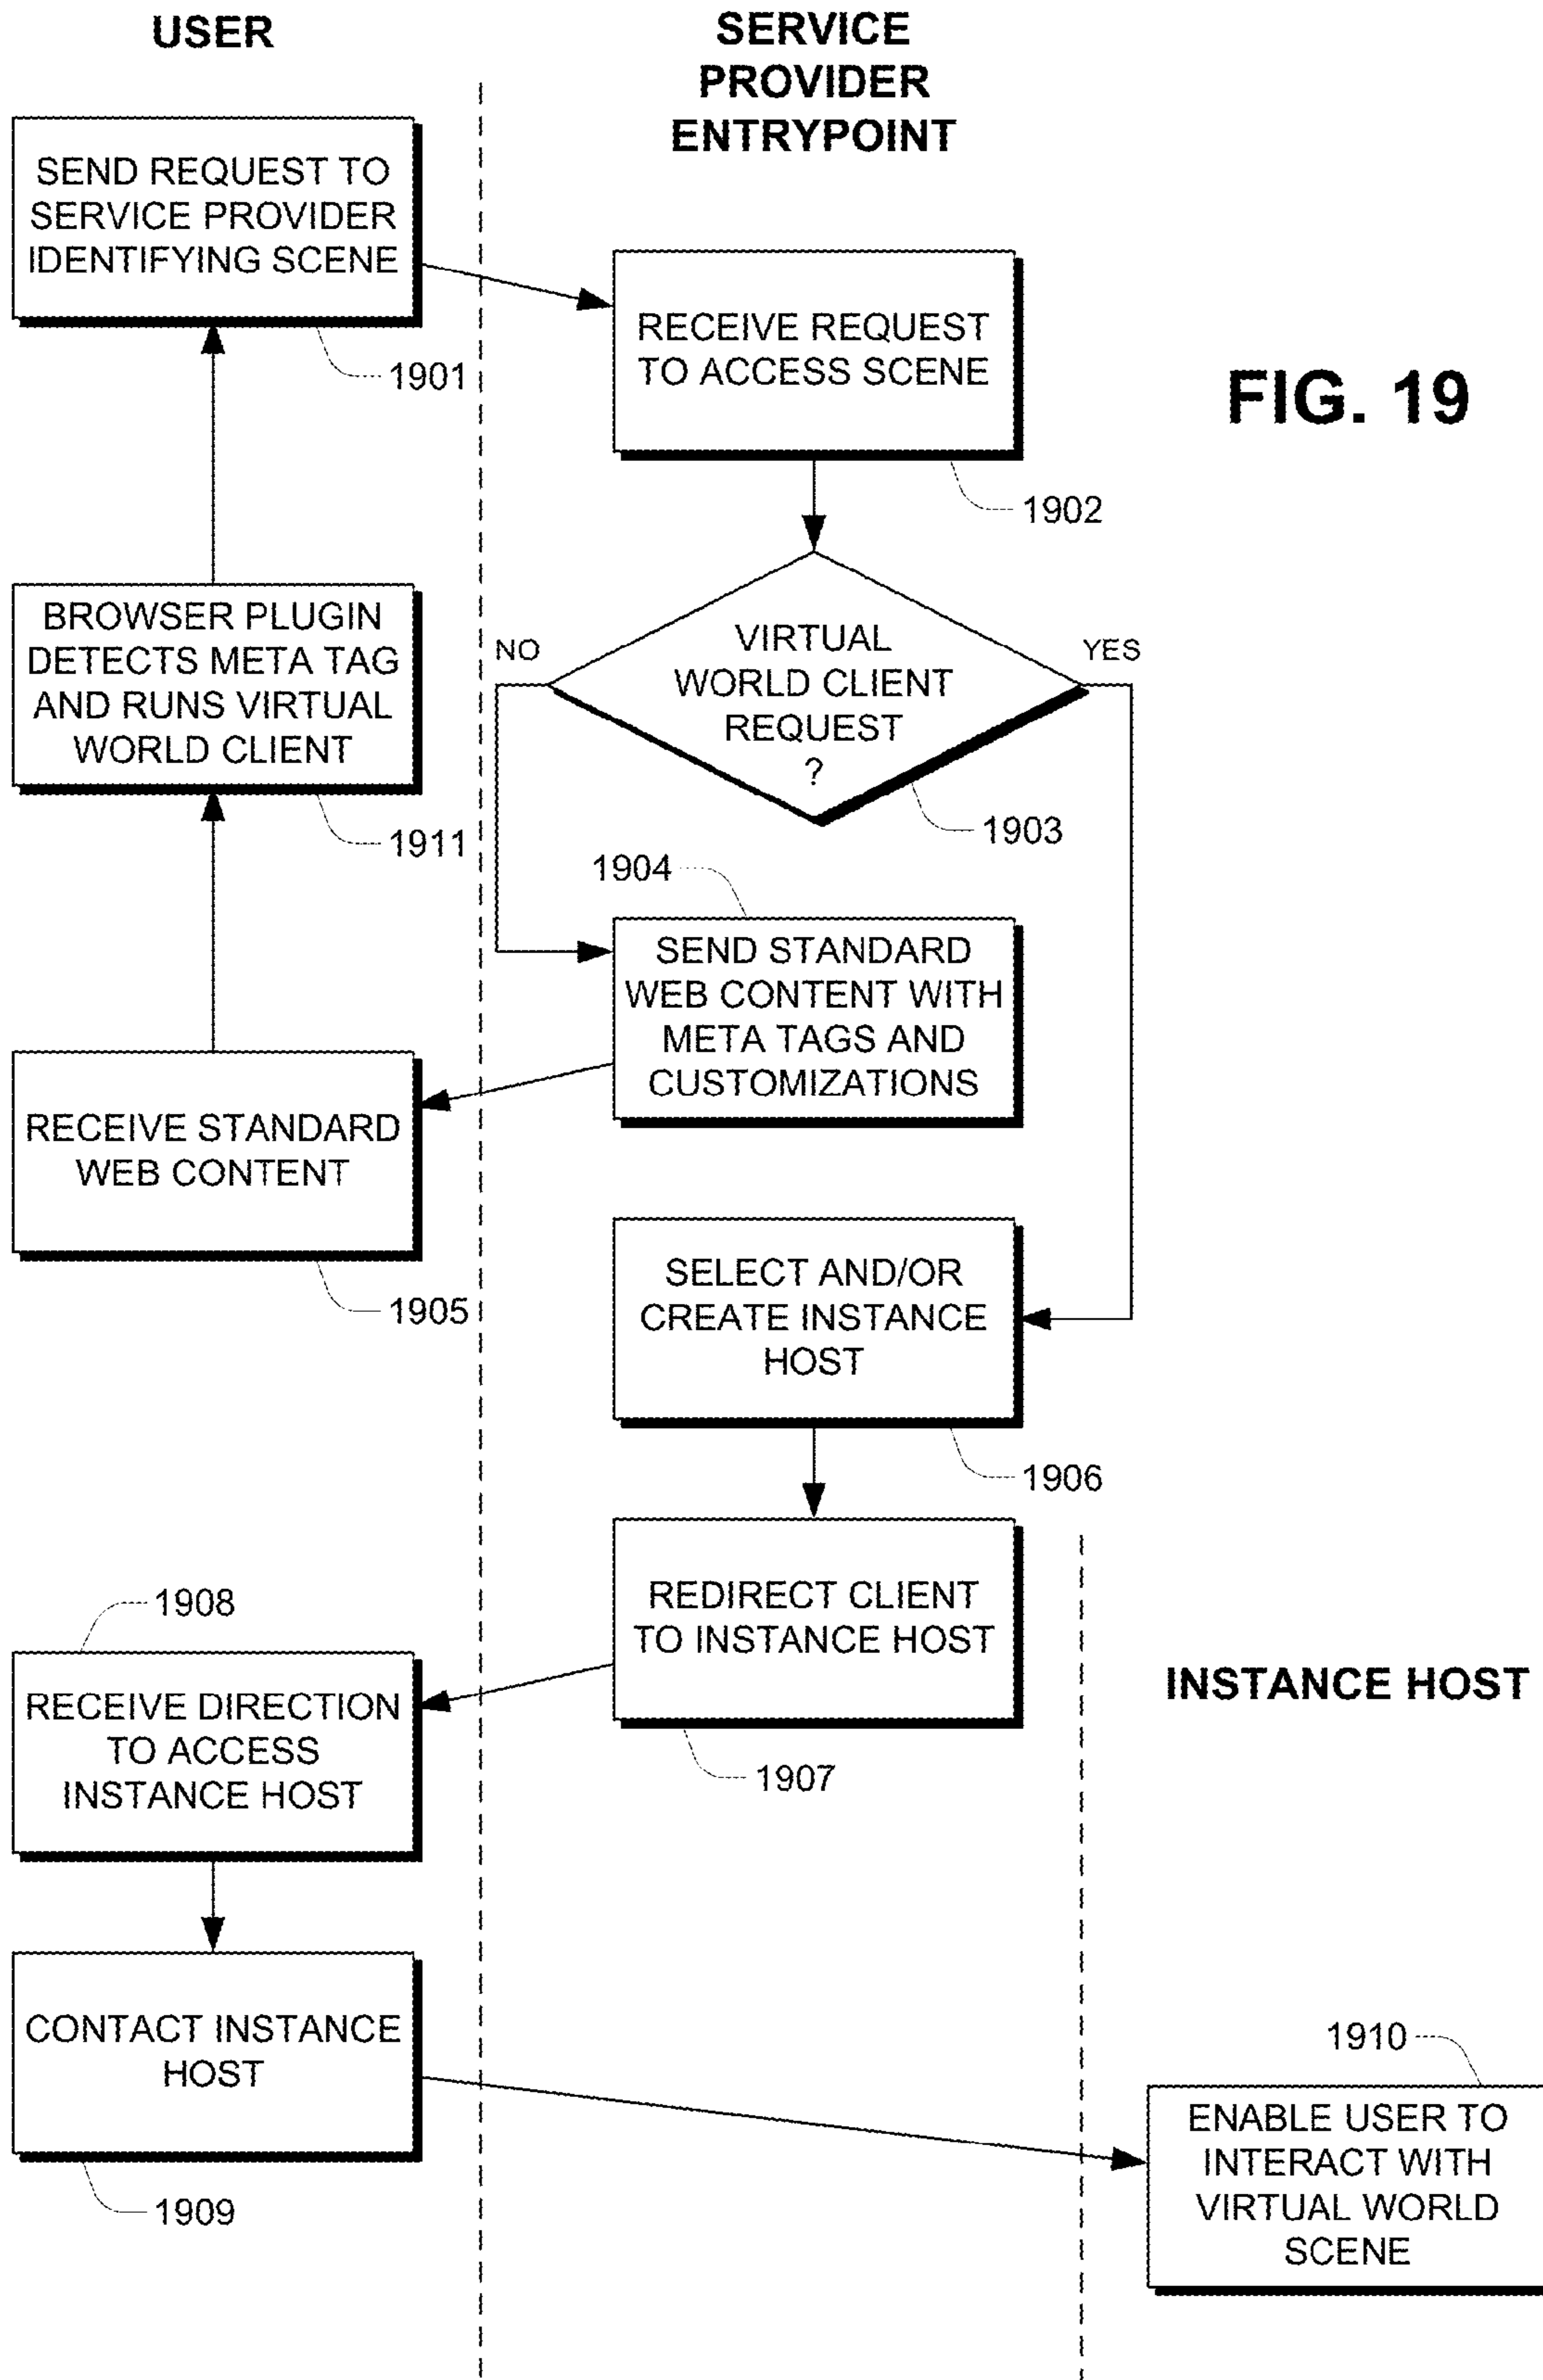 USER
SERVICE
PROVIDER
ENTRYPOINT
SEND REQUEST TO
SERVICE PROVIDER
IDENTIFYING SCENE
1901
RECEIVE REQUEST
TO ACCESS SCENE
1902
FIG. 19
BROWSER PLUGIN
DETECTS META TAG
AND RUNS VIRTUAL
WORLD CLIENT
1911
NO
VIRTUAL
WORLD CLIENT
REQUEST
?
YES
1903
1904
SEND STANDARD
WEB CONTENT WITH
META TAGS AND
CUSTOMIZATIONS
RECEIVE STANDARD
WEB CONTENT
1905
SELECT AND/OR
CREATE INSTANCE
HOST
1906
REDIRECT CLIENT
TO INSTANCE HOST
1907
1908
RECEIVE DIRECTION
TO ACCESS
INSTANCE HOST
INSTANCE HOST
CONTACT INSTANCE
HOST
1909
1910
ENABLE USER TO
INTERACT WITH
VIRTUAL WORLD
SCENE